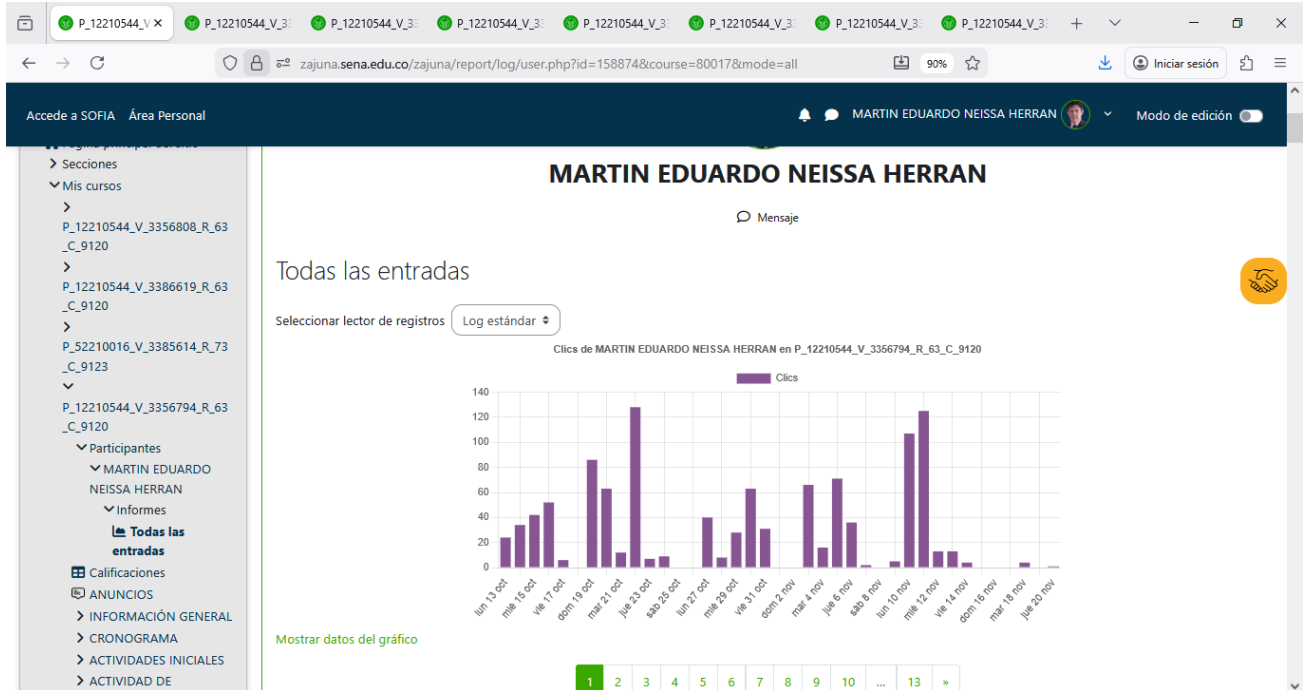 P_12210544_V
P_12210544_V_3
P_12210544_V_3
P_12210544_V_3
P_12210544_V_3
P_12210544_V_3
P_12210544_V_3
P_12210544_V_3
zajuna.sena.edu.co/zajuna/report/log/user.php?id=158874&course=80017&mode=all
90%
Iniciar sesión
Accede a SOFIA Área Personal
MARTIN EDUARDO NEISSA HERRAN
Modo de edición
Secciones
Mis cursos
P_12210544_V_3356808_R_63
_C_9120
P_12210544_V_3386619_R_63
_C_9120
P_52210016_V_3385614_R_73
_C_9123
P_12210544_V_3356794_R_63
_C_9120
Participantes
MARTIN EDUARDO
NEISSA HERRAN
Informes
Todas las
entradas
Calificaciones
ANUNCIOS
INFORMACIÓN GENERAL
CRONOGRAMA
ACTIVIDADES INICIALES
ACTIVIDAD DE
MARTIN EDUARDO NEISSA HERRAN
Mensaje
Todas las entradas
Seleccionar lector de registros Log estándar
Clics de MARTIN EDUARDO NEISSA HERRAN en P_12210544_V_3356794_R_63_C_9120
Clics
140
120
100
80
60
40
20
0
lun 13 oct
mié 15 oct
vie 17 oct
dom 19 oct
mar 21 oct
jue 23 oct
sáb 25 oct
lun 27 oct
mié 29 oct
vie 31 oct
dom 2 nov
mar 4 nov
jue 6 nov
sáb 8 nov
lun 10 nov
mié 12 nov
vie 14 nov
dom 16 nov
mar 18 nov
jue 20 nov
Mostrar datos del gráfico
1 2 3 4 5 6 7 8 9 10 ... 13 »